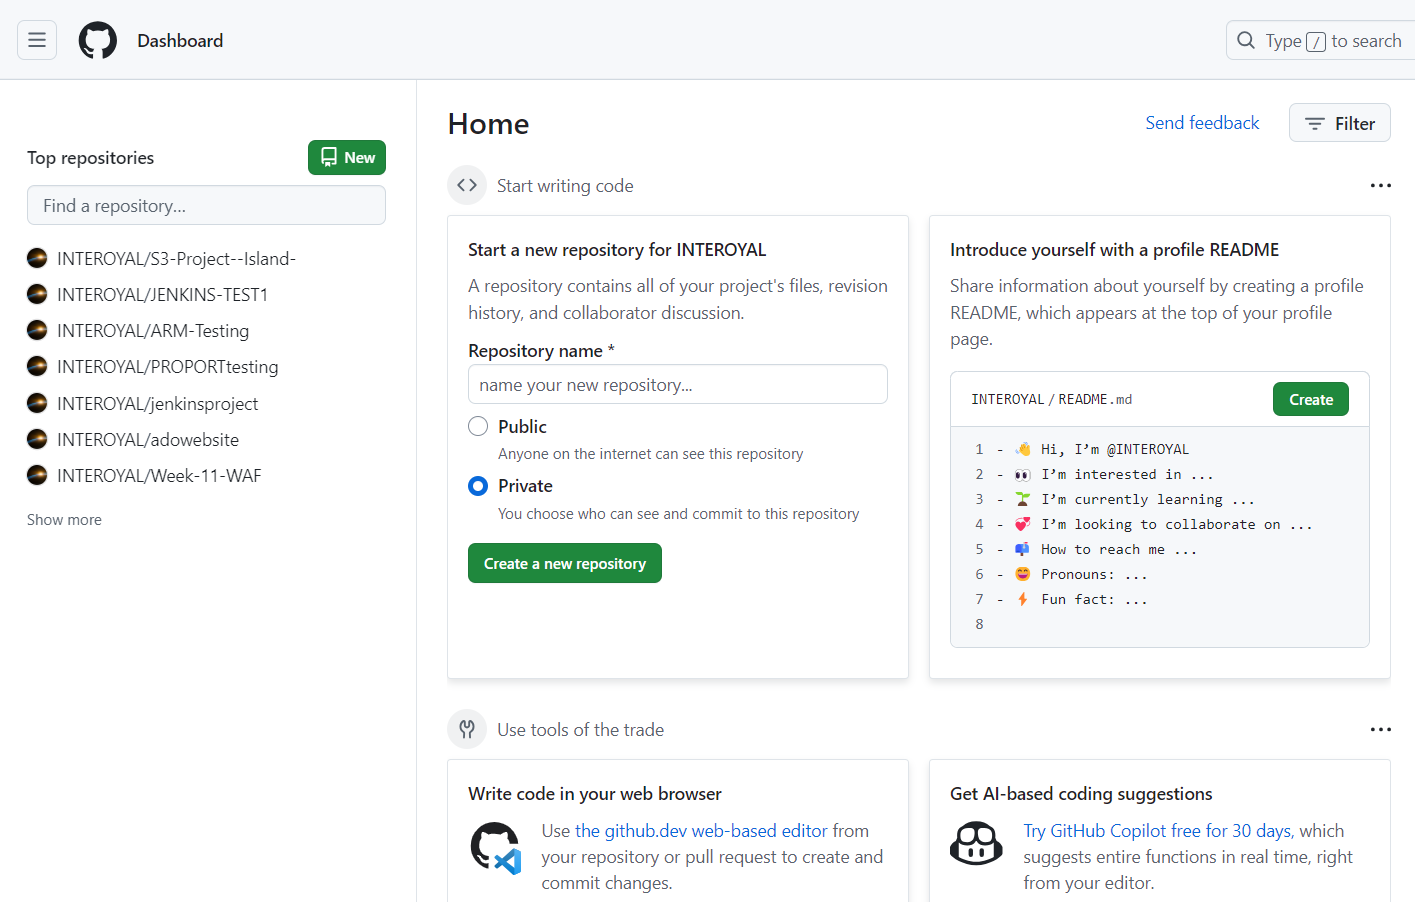 Dashboard
Type / to search
Top repositories
New
Find a repository...
INTEROYAL/S3-Project--Island-
INTEROYAL/JENKINS-TEST1
INTEROYAL/ARM-Testing
INTEROYAL/PROPORTtesting
INTEROYAL/jenkinsproject
INTEROYAL/adowebsite
INTEROYAL/Week-11-WAF
Show more
Home
Send feedback
Filter
Start writing code
Start a new repository for INTEROYAL
A repository contains all of your project's files, revision
history, and collaborator discussion.
Repository name *
name your new repository...
Public
Anyone on the internet can see this repository
Private
You choose who can see and commit to this repository
Create a new repository
Introduce yourself with a profile README
Share information about yourself by creating a profile
README, which appears at the top of your profile
page.
INTEROYAL / README.md
Create
1 - 👋 Hi, I’m @INTEROYAL
2 - 👀 I’m interested in ...
3 - 🌱 I’m currently learning ...
4 - 💞️ I’m looking to collaborate on ...
5 - 📫 How to reach me ...
6 - 😄 Pronouns: ...
7 - ⚡ Fun fact: ...
8
Use tools of the trade
Write code in your web browser
Use the github.dev web-based editor from
your repository or pull request to create and
commit changes.
Get AI-based coding suggestions
Try GitHub Copilot free for 30 days, which
suggests entire functions in real time, right
from your editor.